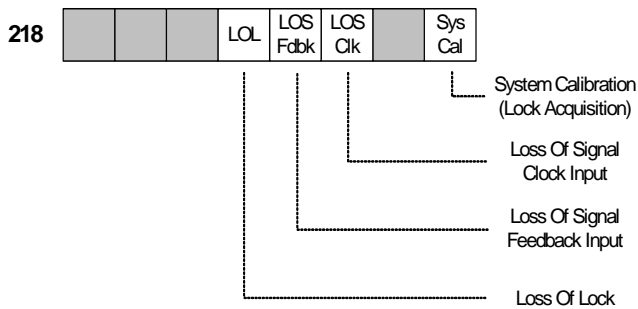 218
LOL
LOS
Fdbk
LOS
Clk
Sys
Cal
System Calibration
(Lock Acquisition)
Loss Of Signal
Clock Input
Loss Of Signal
Feedback Input
Loss Of Lock